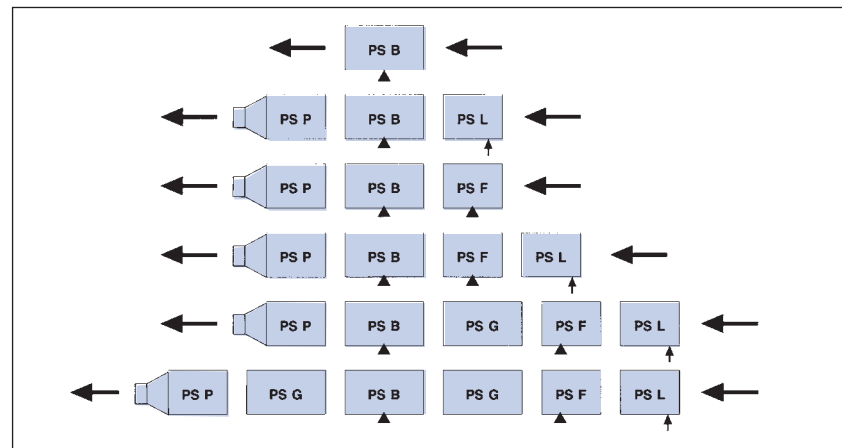 PS B
PS P PS B PS L
PS P PS B PS F
PS P PS B PS F PS L
PS P PS B PS G PS F PS L
PS P PS G PS B PS G PS F PS L